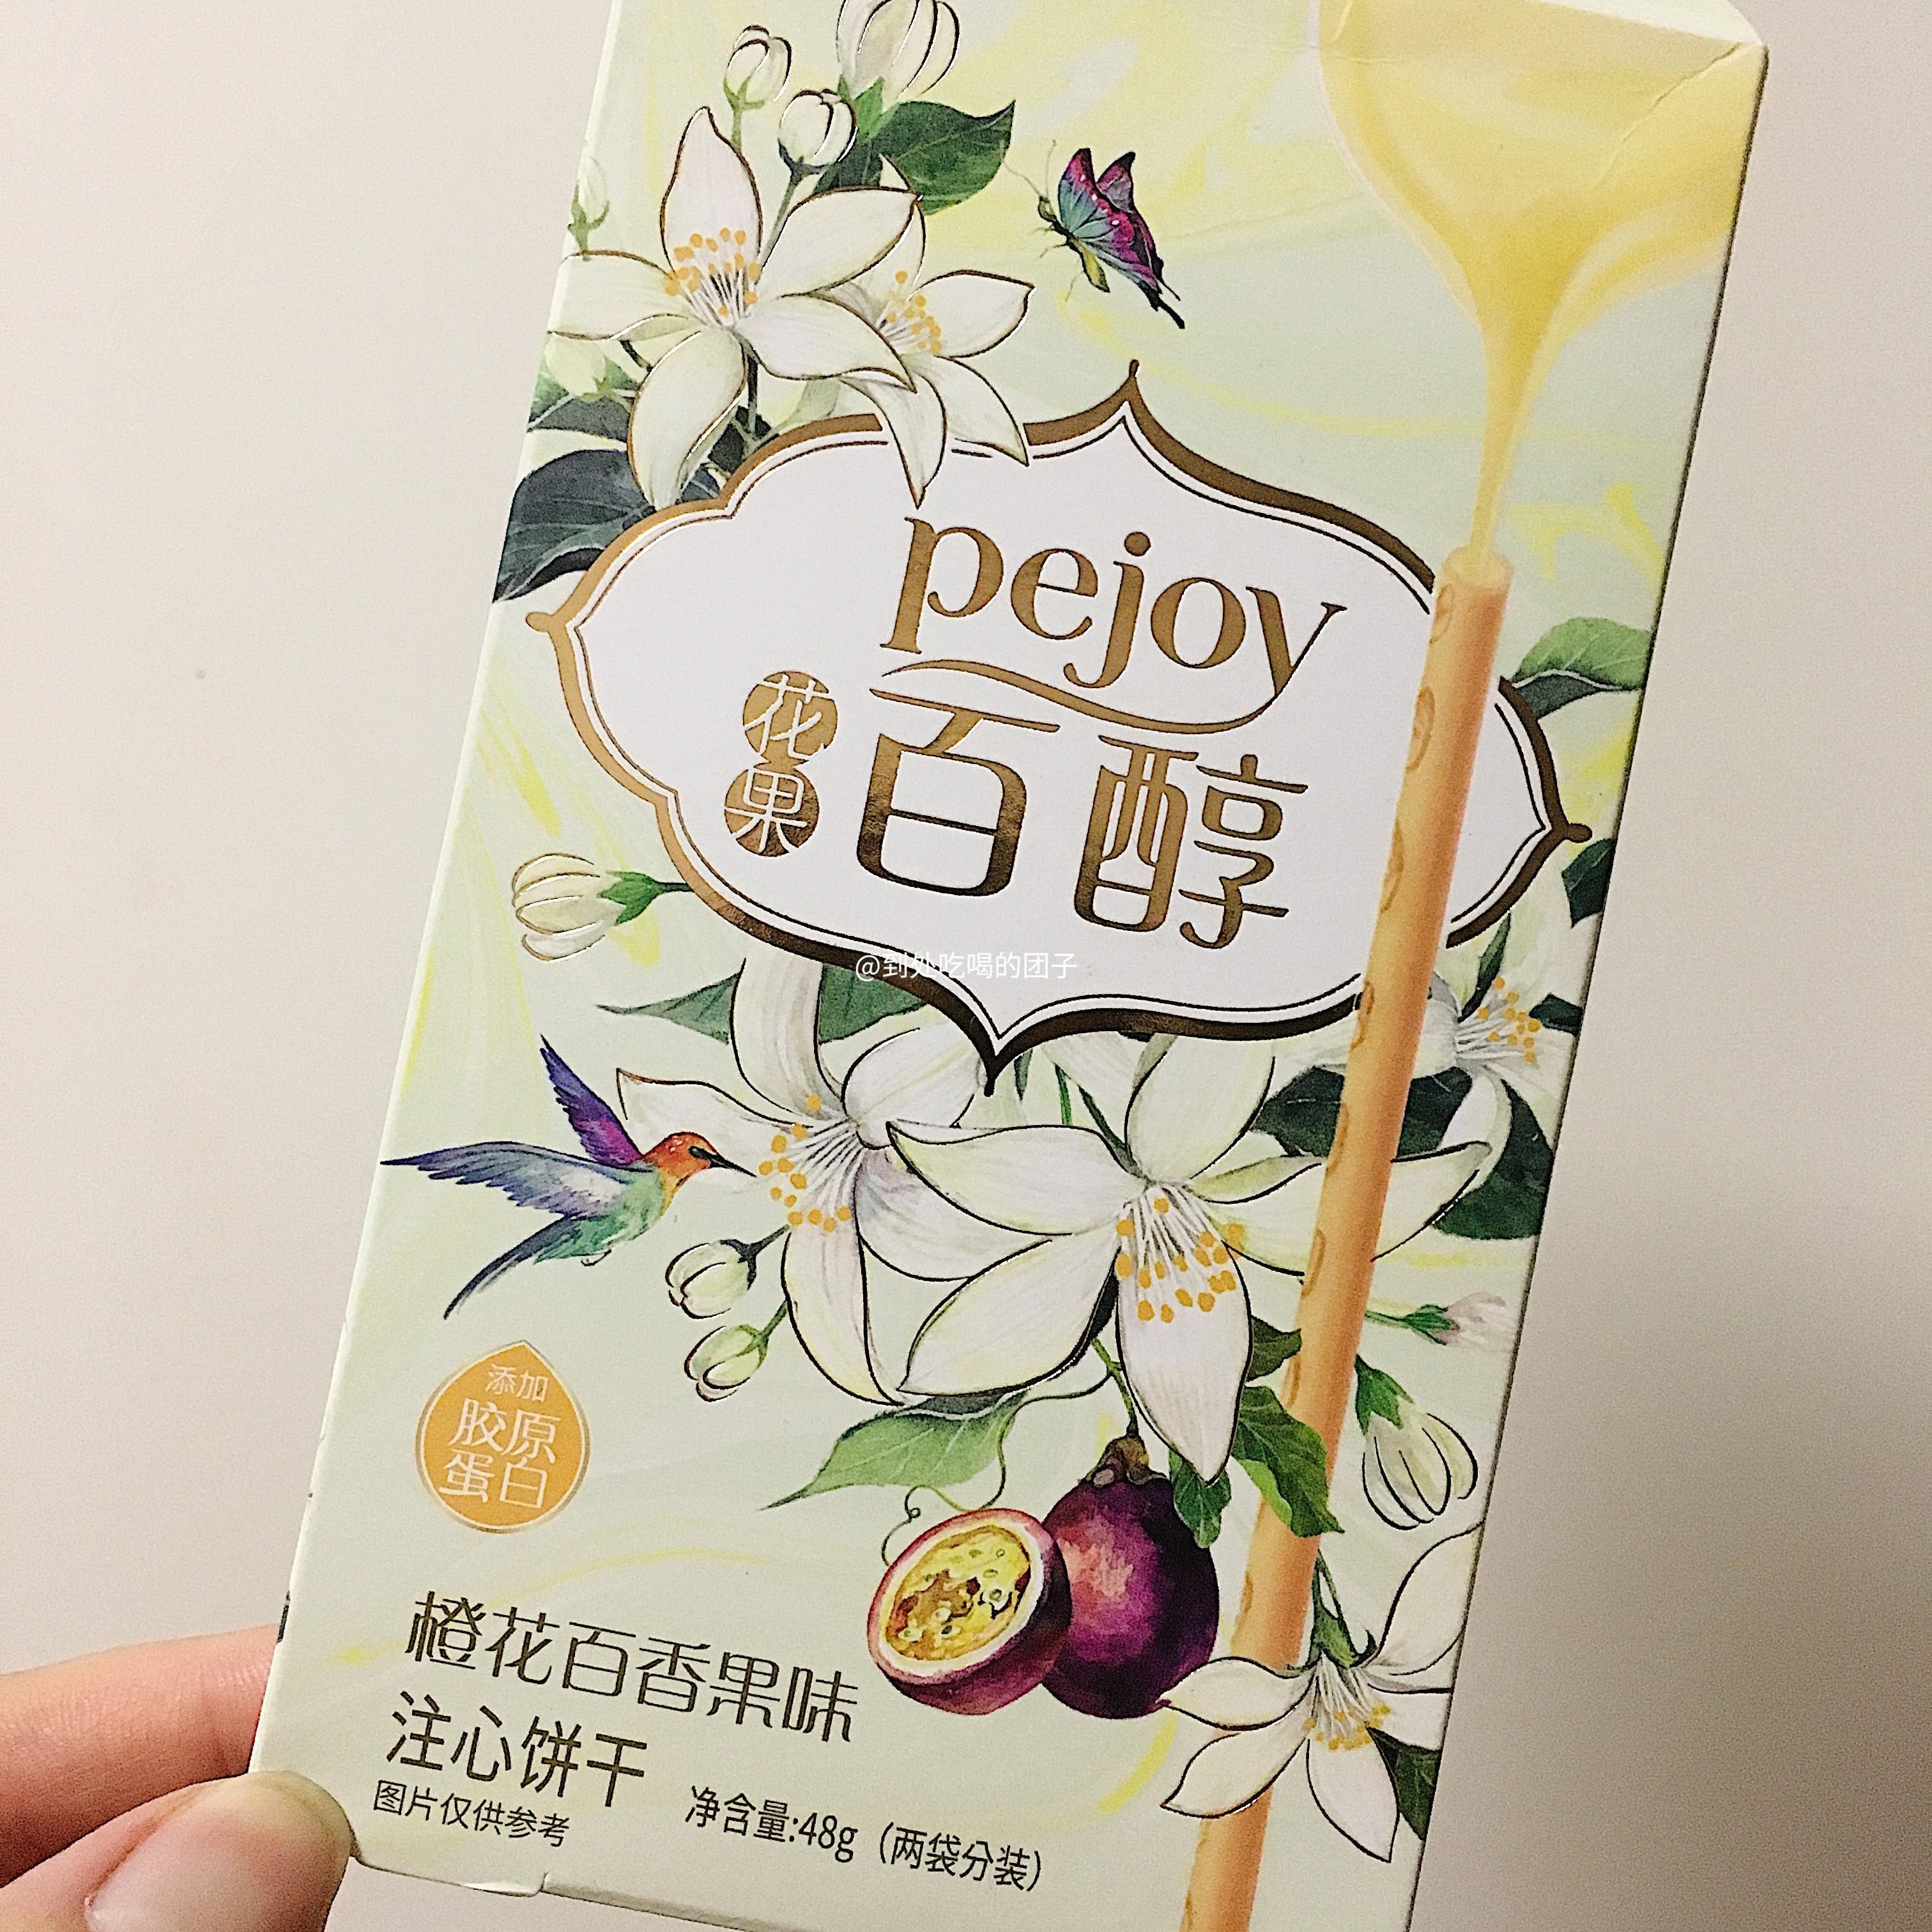 pejoy
花果
百醇
@到处吃喝的团子
添加
胶原
蛋白
橙花百香果味
注心饼干
图片仅供参考
净含量:48g（两袋分装）